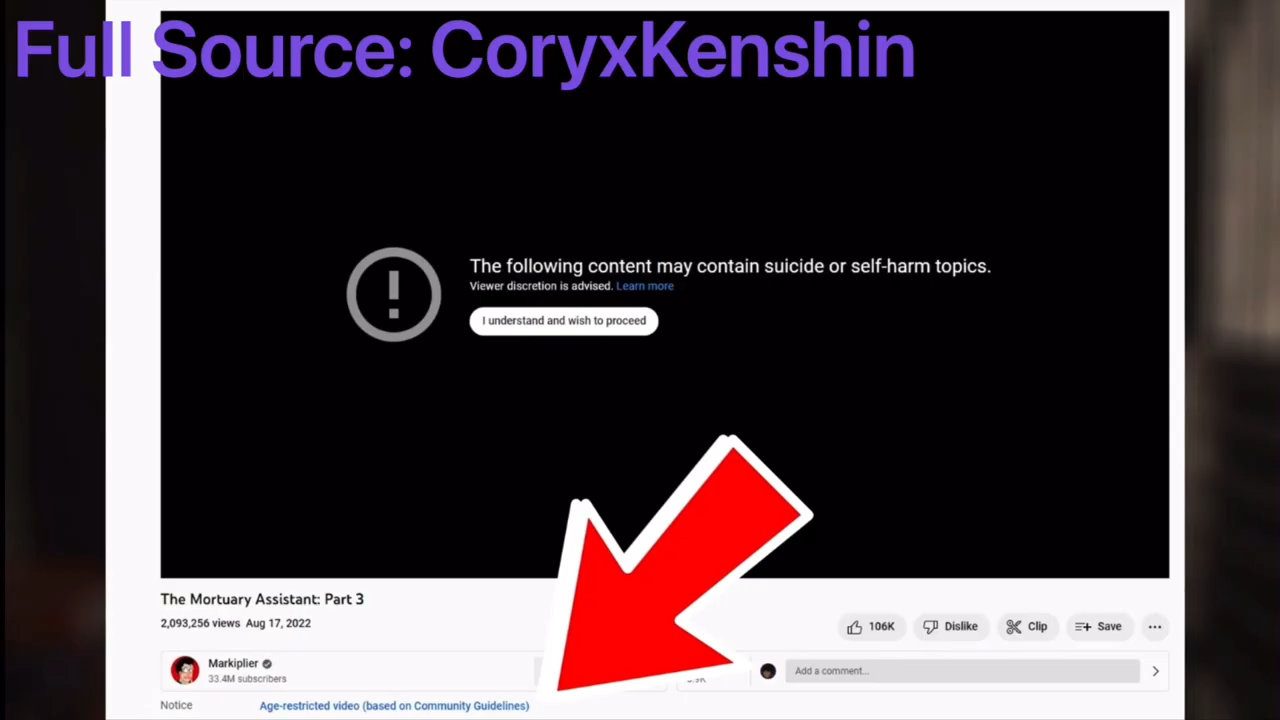 Full Source: CoryxKenshin
The following content may contain suicide or self-harm topics.
Viewer discretion is advised. Learn more
I understand and wish to proceed
The Mortuary Assistant: Part 3
2,093,256 views Aug 17, 2022
106K Dislike Clip Save
Markiplier
33.4M subscribers
Add a comment...
Notice Age-restricted video (based on Community Guidelines)